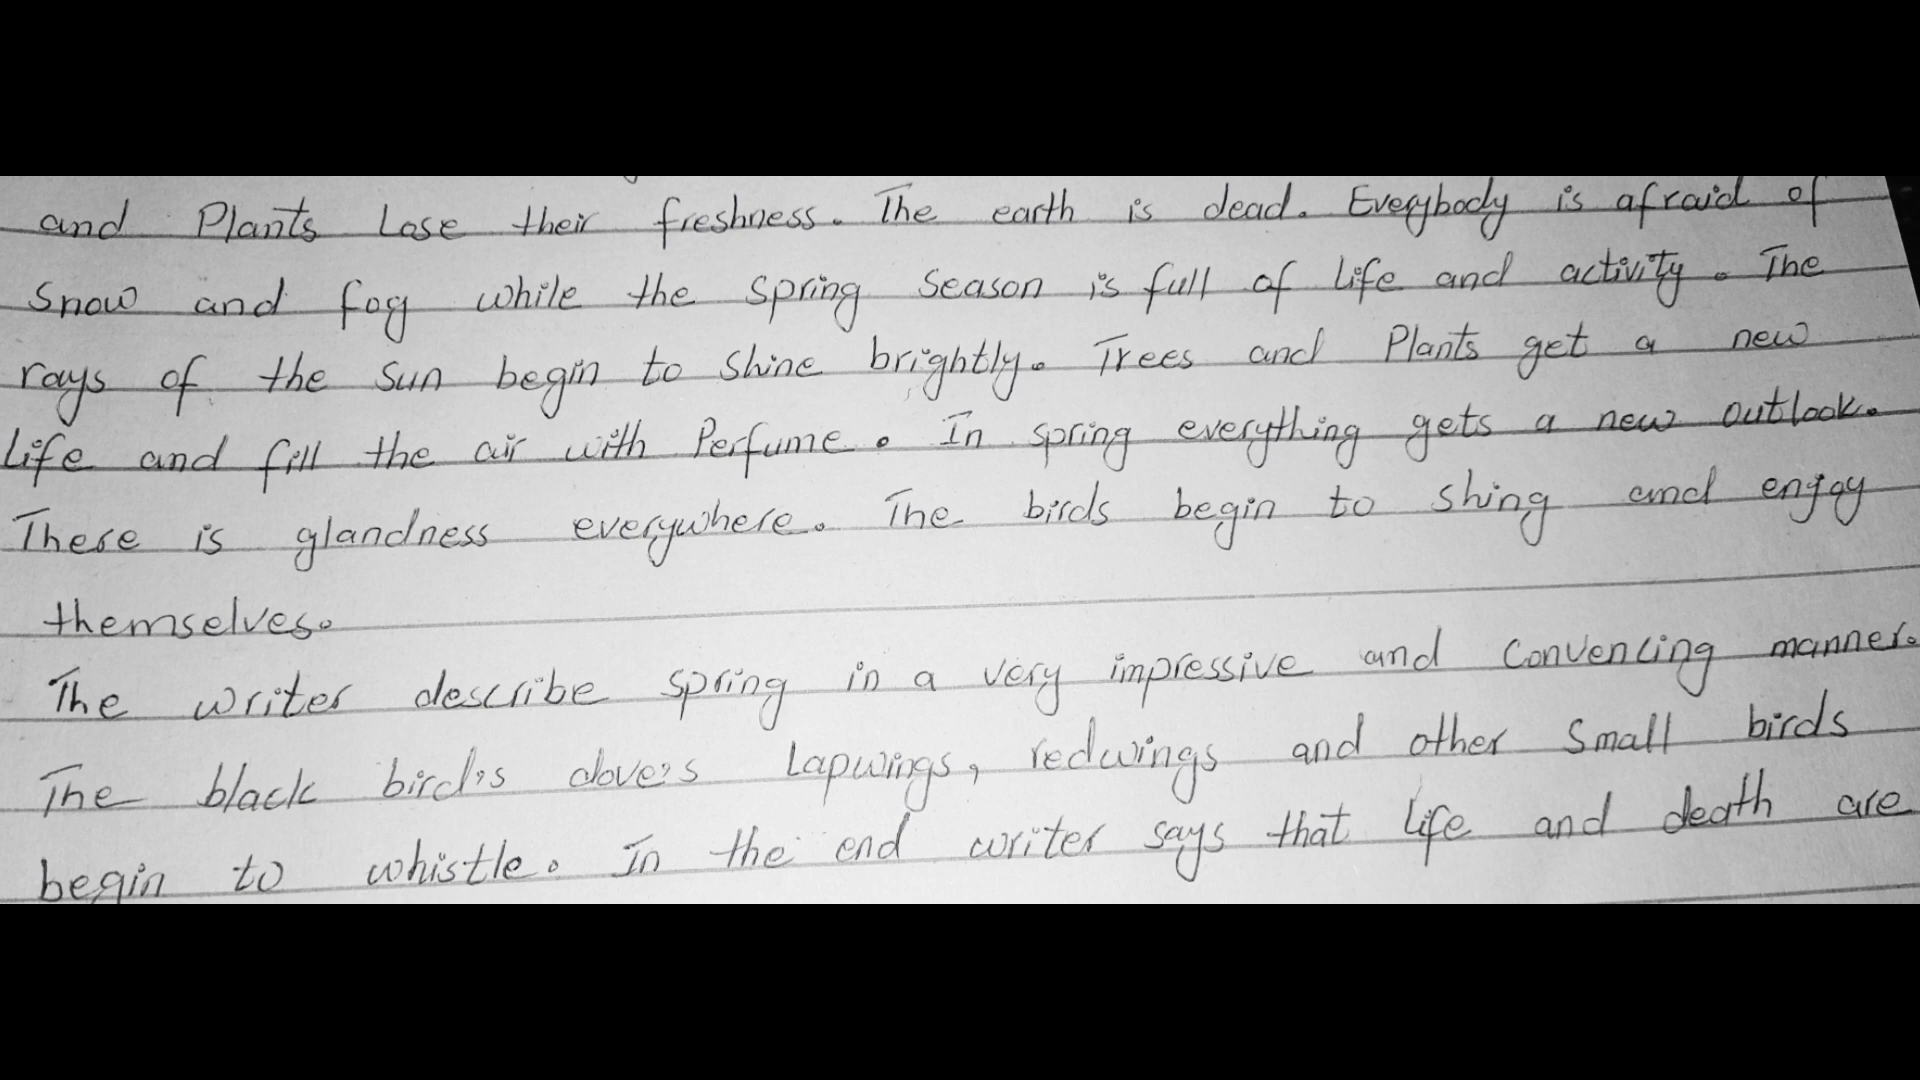 and Plants Lose their freshness. The earth is dead. Everybody is afraid of
Snow and fog while the spring Season is full of life and activity. The
rays of the sun begin to shine brightly. Trees and Plants get a new
life and fill the air with Perfume. In spring everything gets a new outlook.
There is glandness everywhere. The birds begin to shing and enjoy
themselves.
The writer describe spring in a very impressive and Convencing manner.
The black bird's dove's Lapwings, redwings and other Small birds
begin to whistle. In the end writer says that life and death are